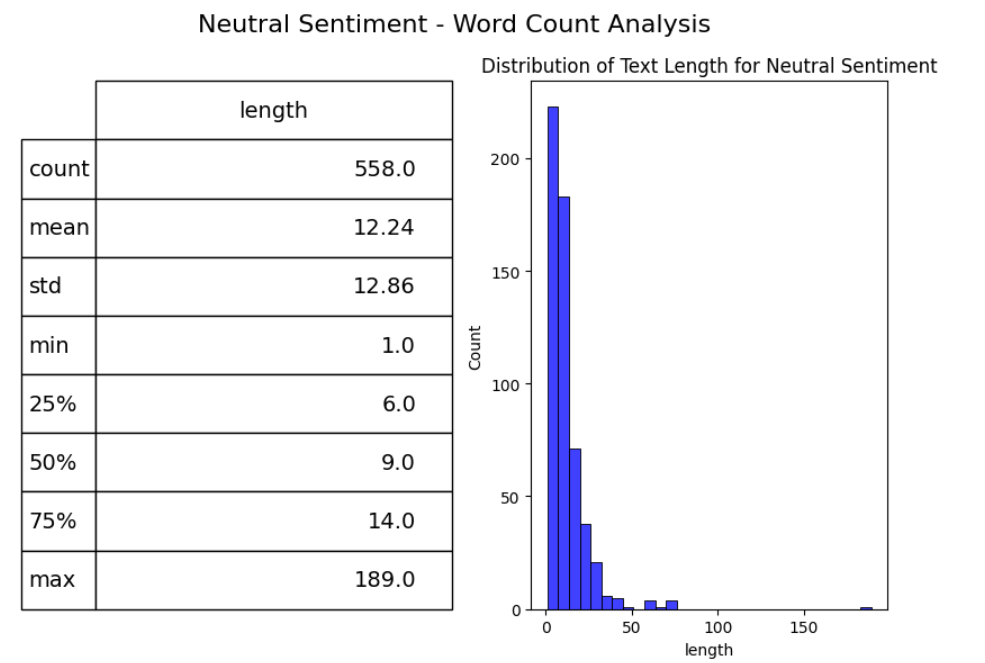 Neutral Sentiment - Word Count Analysis
length
count 558.0
mean 12.24
std 12.86
min 1.0
25% 6.0
50% 9.0
75% 14.0
max 189.0
Distribution of Text Length for Neutral Sentiment
Count
200
150
100
50
0
0 50 100 150
length